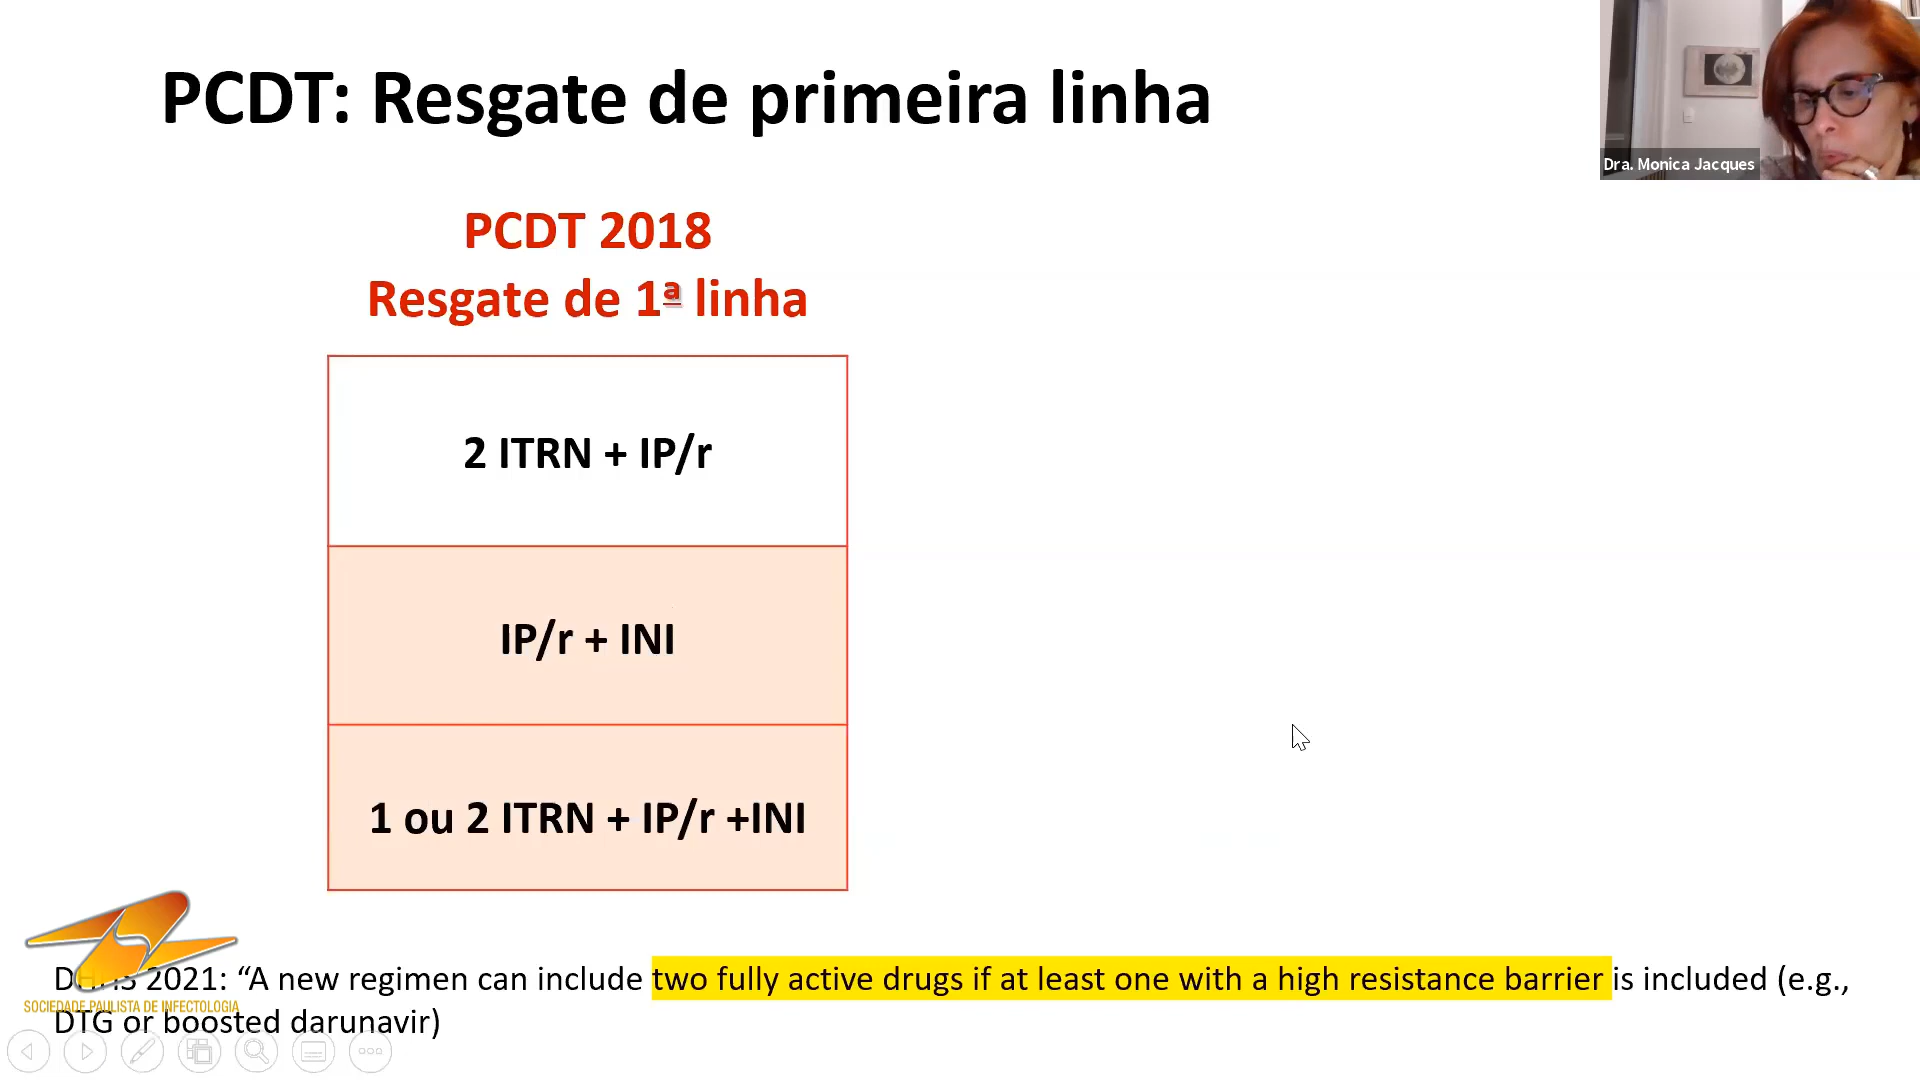 PCDT: Resgate de primeira linha
Dra. Monica Jacques
PCDT 2018
Resgate de 1ª linha
2 ITRN + IP/r
IP/r + INI
1 ou 2 ITRN + IP/r +INI
DHHS 2021: “A new regimen can include two fully active drugs if at least one with a high resistance barrier is included (e.g.,
DTG or boosted darunavir)
SOCIEDADE PAULISTA DE INFECTOLOGIA